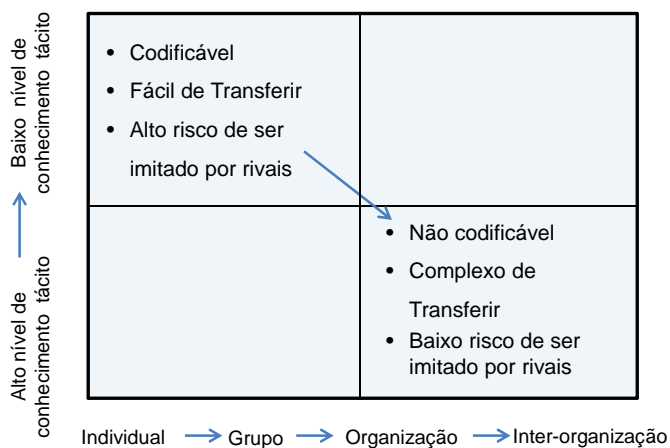 Baixo nível de
conhecimento tácito
Alto nível de
conhecimento tácito
• Codificável
• Fácil de Transferir
• Alto risco de ser
imitado por rivais
• Não codificável
• Complexo de
Transferir
• Baixo risco de ser
imitado por rivais
Individual Grupo Organização Inter-organização